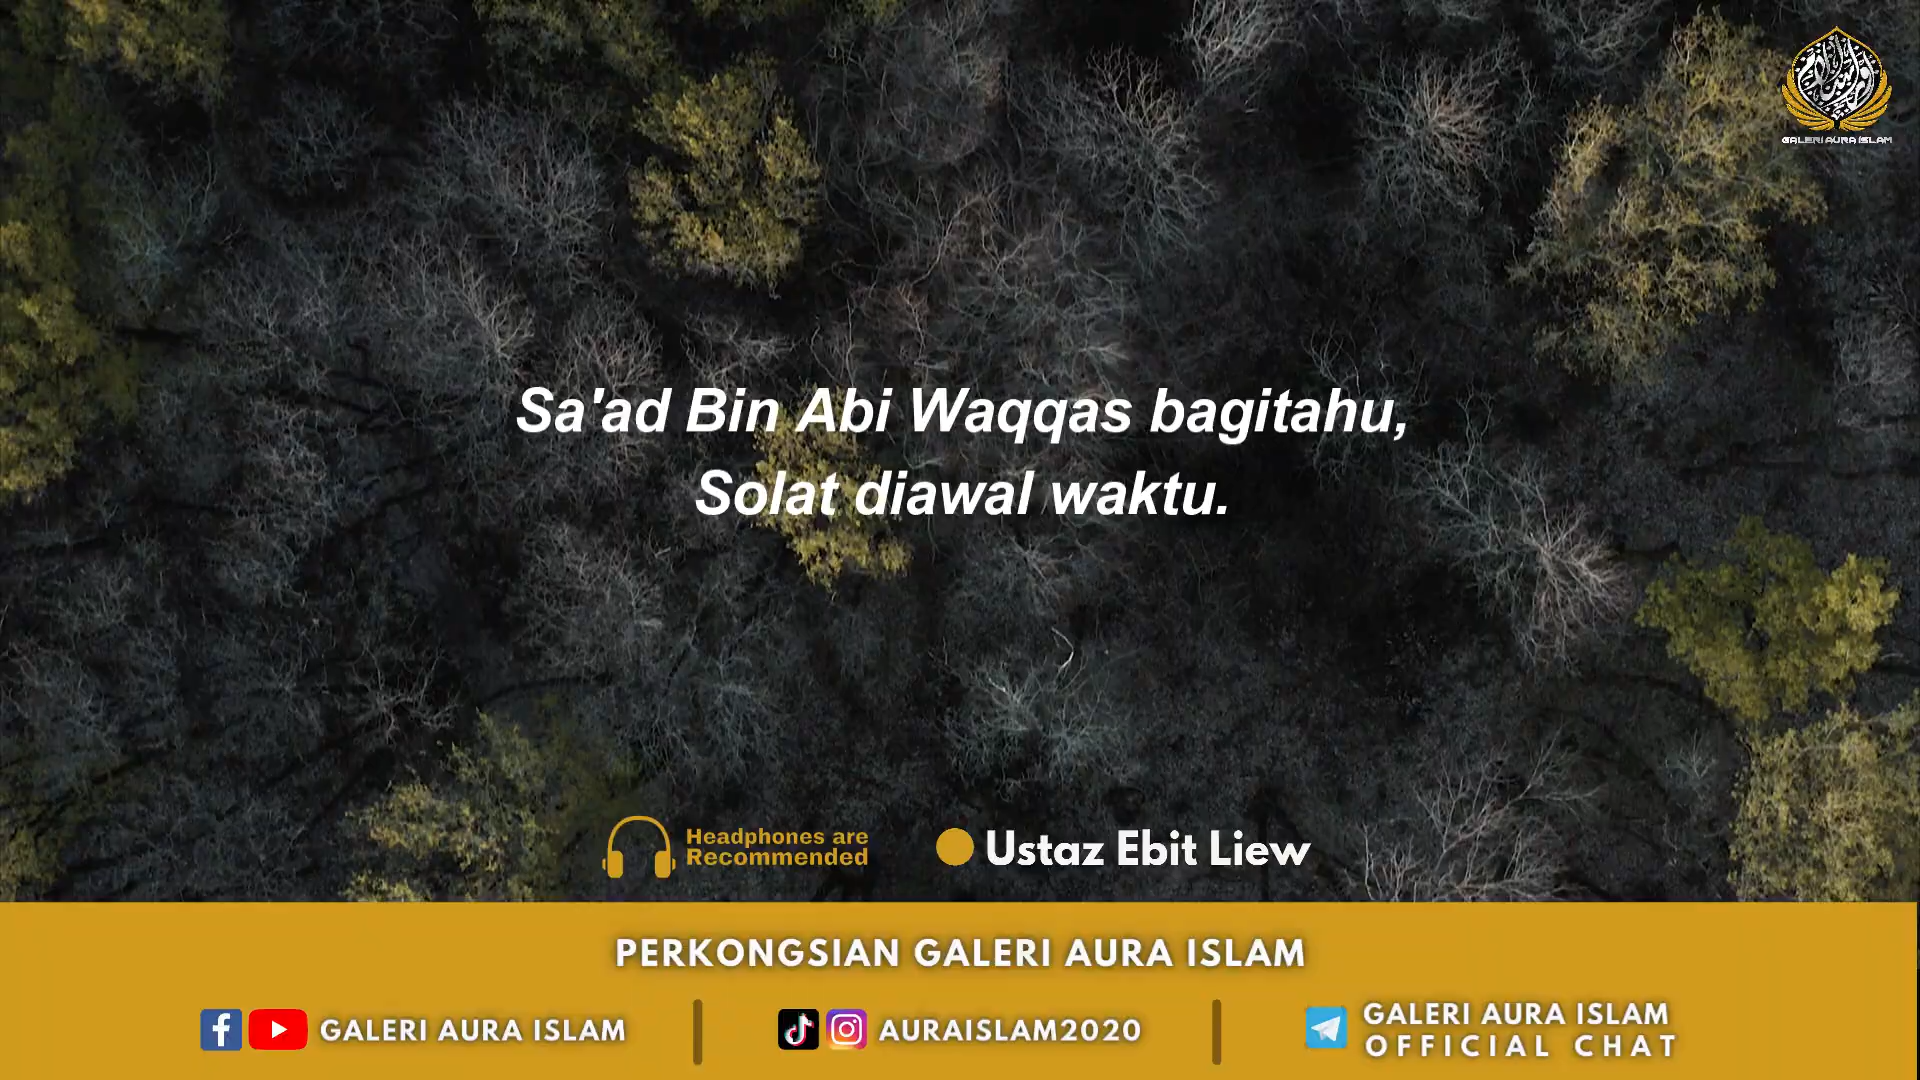 GALERI AURA ISLAM
Sa'ad Bin Abi Waqqas bagitahu,
Solat diawal waktu.
Headphones are
Recommended
Ustaz Ebit Liew
PERKONGSIAN GALERI AURA ISLAM
GALERI AURA ISLAM
AURAISLAM2020
GALERI AURA ISLAM
OFFICIAL CHAT